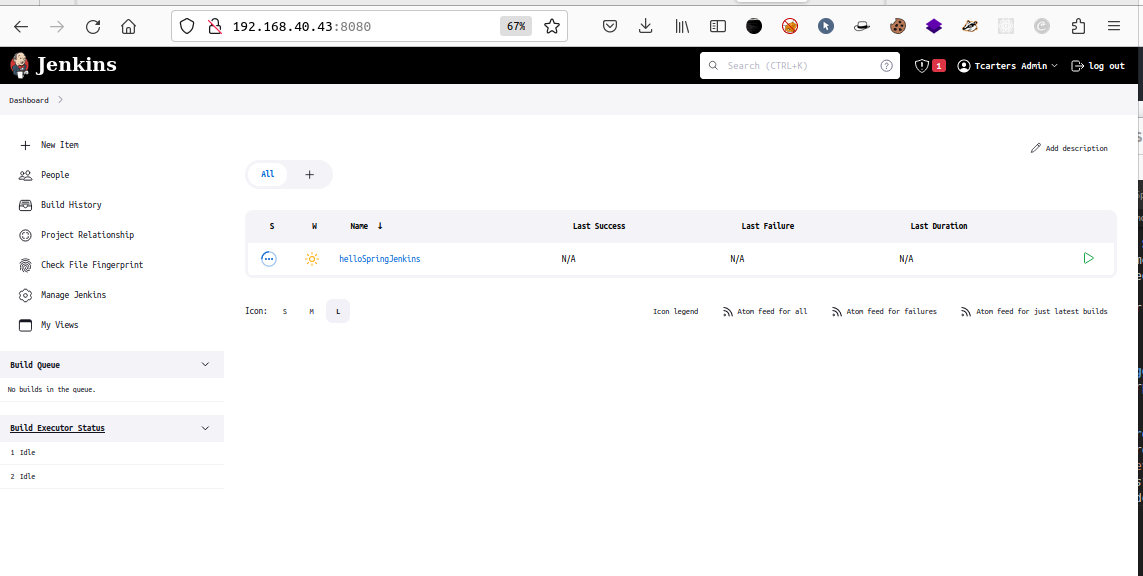 192.168.40.43:8080 67%
Jenkins Search (CTRL+K) 1 Tcarters Admin log out
Dashboard
New Item
People
Build History
Project Relationship
Check File Fingerprint
Manage Jenkins
My Views
Build Queue
No builds in the queue.
Build Executor Status
1 Idle
2 Idle
Add description
All +
S W Name ↓ Last Success Last Failure Last Duration
helloSpringJenkins N/A N/A N/A
Icon: S M L Icon legend Atom feed for all Atom feed for failures Atom feed for just latest builds